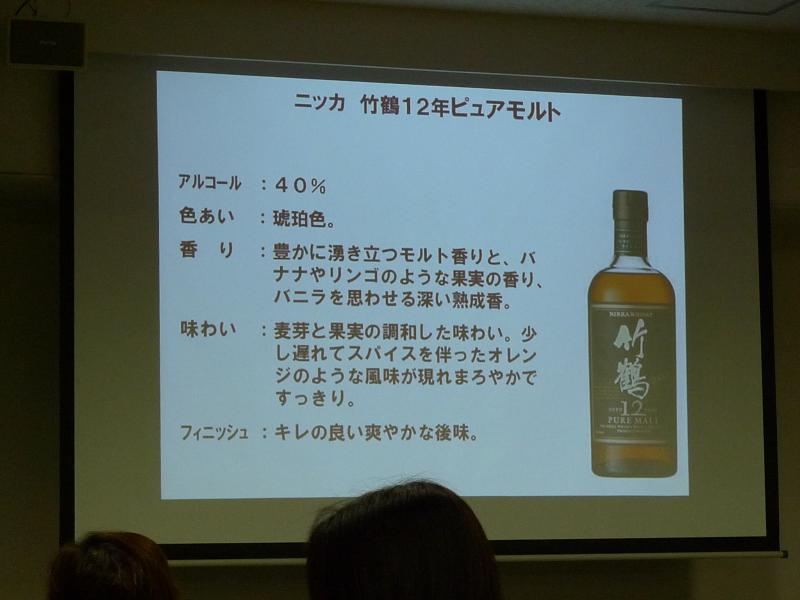 ニッカ 竹鶴12年ピュアモルト
アルコール ：40％
色あい ：琥珀色。
香 り ：豊かに湧き立つモルト香りと、バ
ナナやリンゴのような果実の香り、
バニラを思わせる深い熟成香。
味わい ：麦芽と果実の調和した味わい。少
し遅れてスパイスを伴ったオレン
ジのような風味が現れまろやかで
すっきり。
フィニッシュ ：キレの良い爽やかな後味。
NIKKA WHISKY
竹鶴
12
PURE MALT